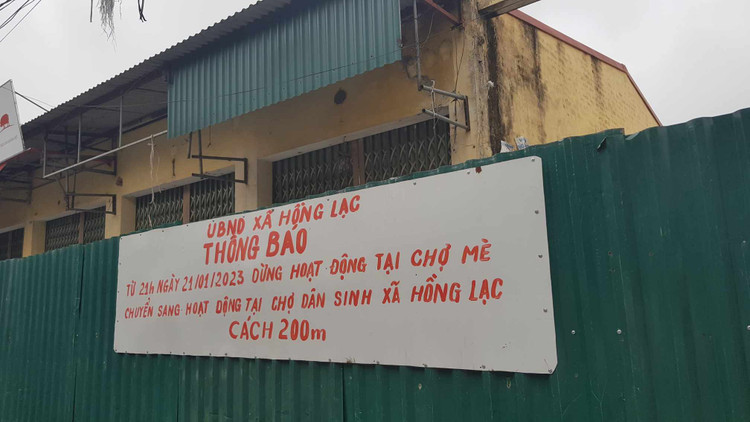 UBND XÃ HỒNG LẠC
THÔNG BÁO
TỪ 21h NGÀY 21/01/2023 DỪNG HOẠT ĐỘNG TẠI CHỢ MÈ
CHUYỂN SANG HOẠT ĐỘNG TẠI CHỢ DÂN SINH XÃ HỒNG LẠC
CÁCH 200m